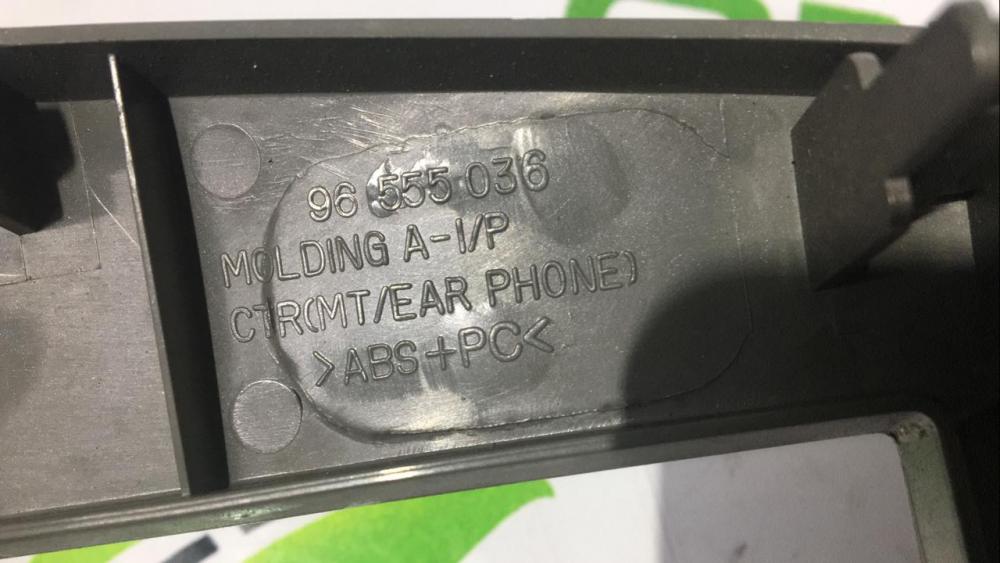 96 555 036
MOLDING A-I/P
CTR(MT/EAR PHONE)
>ABS+PC<